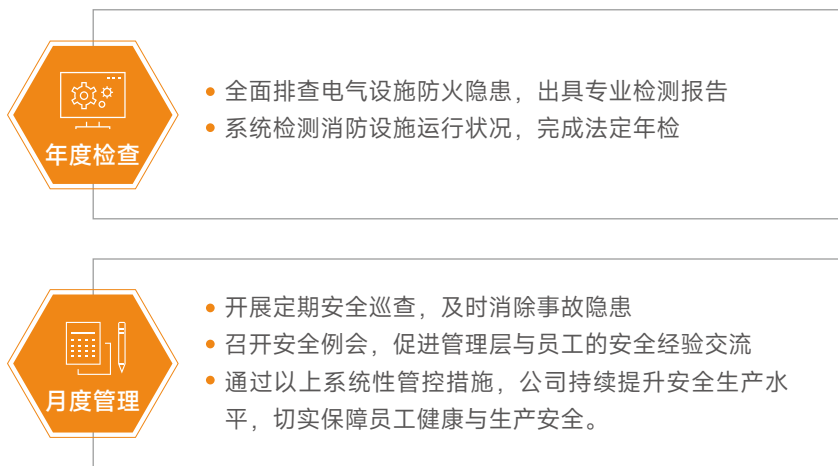 年度检查
全面排查电气设施防火隐患，出具专业检测报告
系统检测消防设施运行状况，完成法定年检
月度管理
开展定期安全巡查，及时消除事故隐患
召开安全例会，促进管理层与员工的安全经验交流
通过以上系统性管控措施，公司持续提升安全生产水
平，切实保障员工健康与生产安全。